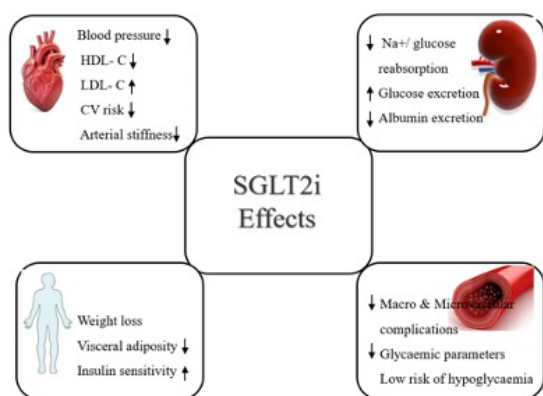 Blood pressure ↓
HDL- C ↓
LDL- C ↑
CV risk ↓
Arterial stiffness ↓
↓ Na+/ glucose
reabsorption
↑ Glucose excretion
↓ Albumin excretion
SGLT2i
Effects
Weight loss
Visceral adiposity ↓
Insulin sensitivity ↑
↓ Macro & Microvascular
complications
↓ Glycaemic parameters
Low risk of hypoglycaemia